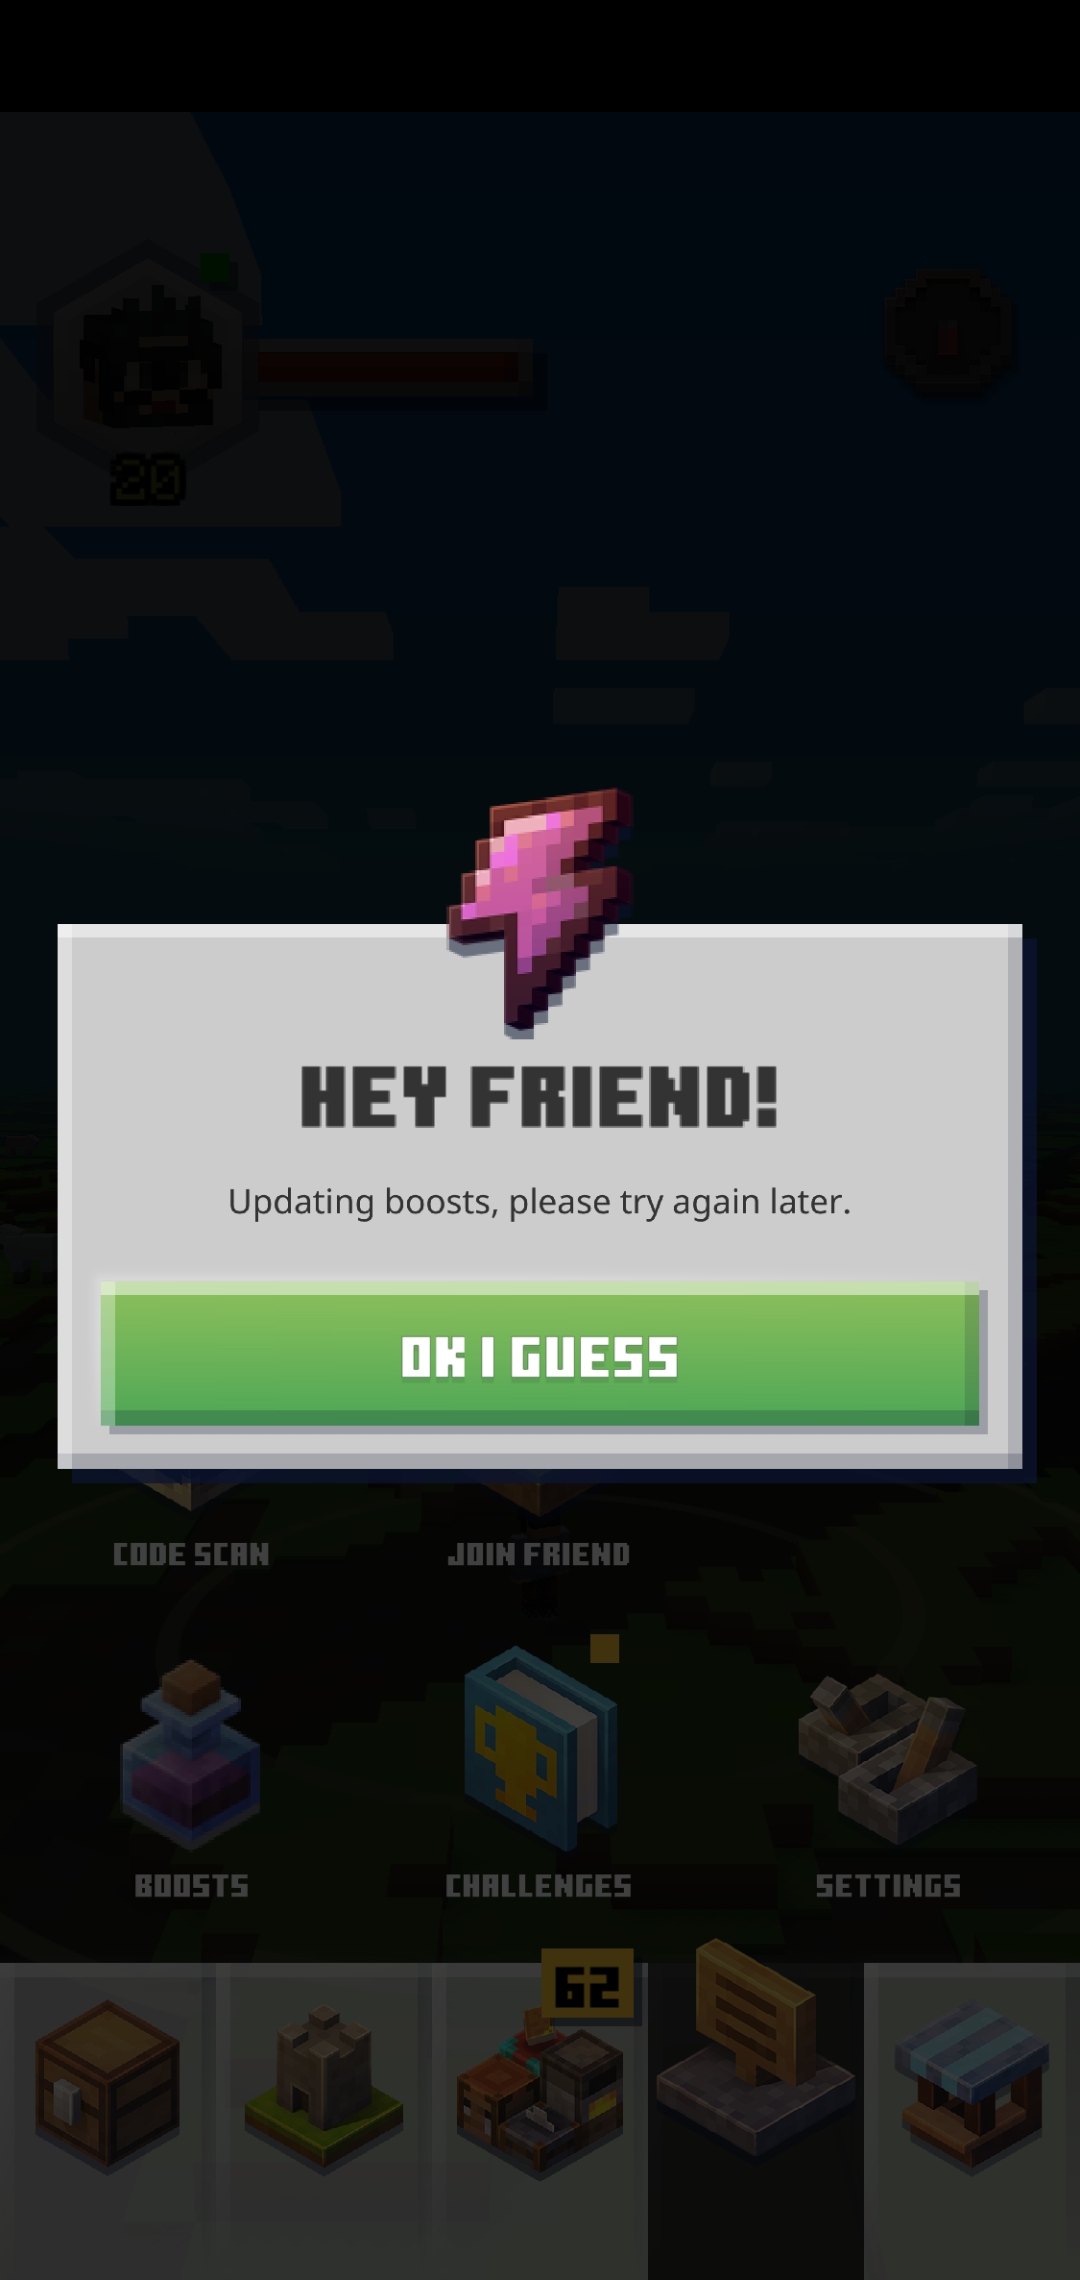 20
HEY FRIEND!
Updating boosts, please try again later.
OK I GUESS
CODE SCAN
JOIN FRIEND
BOOSTS
CHALLENGES
SETTINGS
62